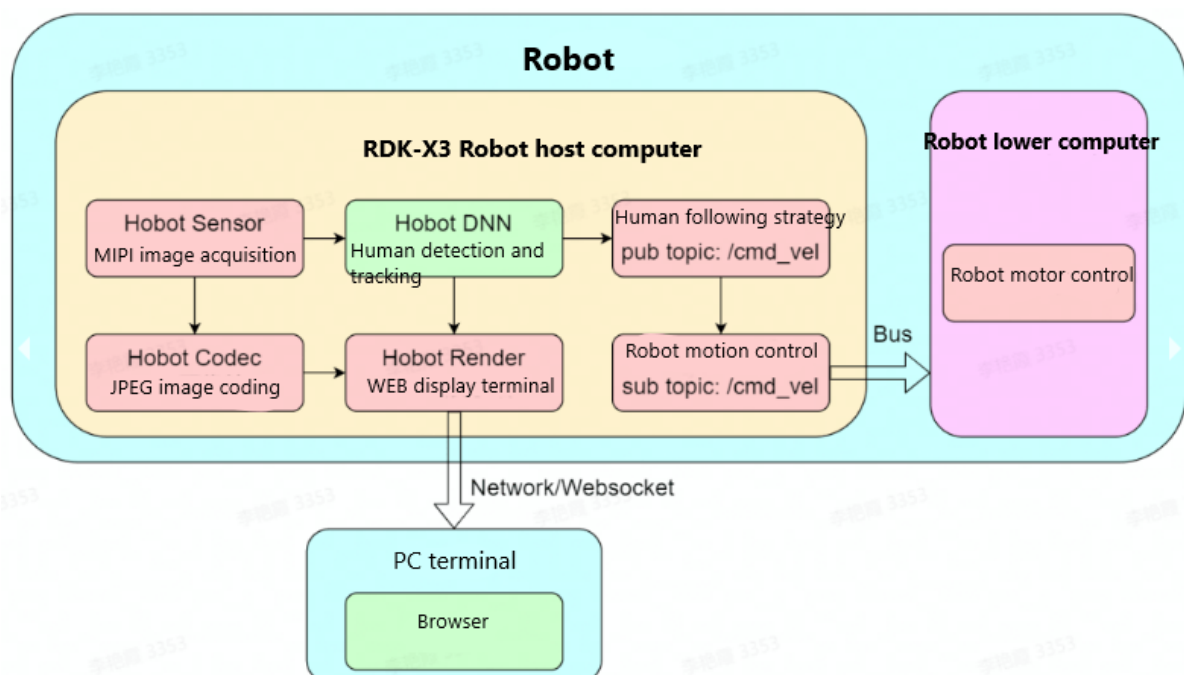 Robot
RDK-X3 Robot host computer
Robot lower computer
Hobot Sensor
MIPI image acquisition
Hobot DNN
Human detection and
tracking
Human following strategy
pub topic: /cmd_vel
Robot motor control
Hobot Codec
JPEG image coding
Hobot Render
WEB display terminal
Robot motion control
sub topic: /cmd_vel
Bus
Network/Websocket
PC terminal
Browser